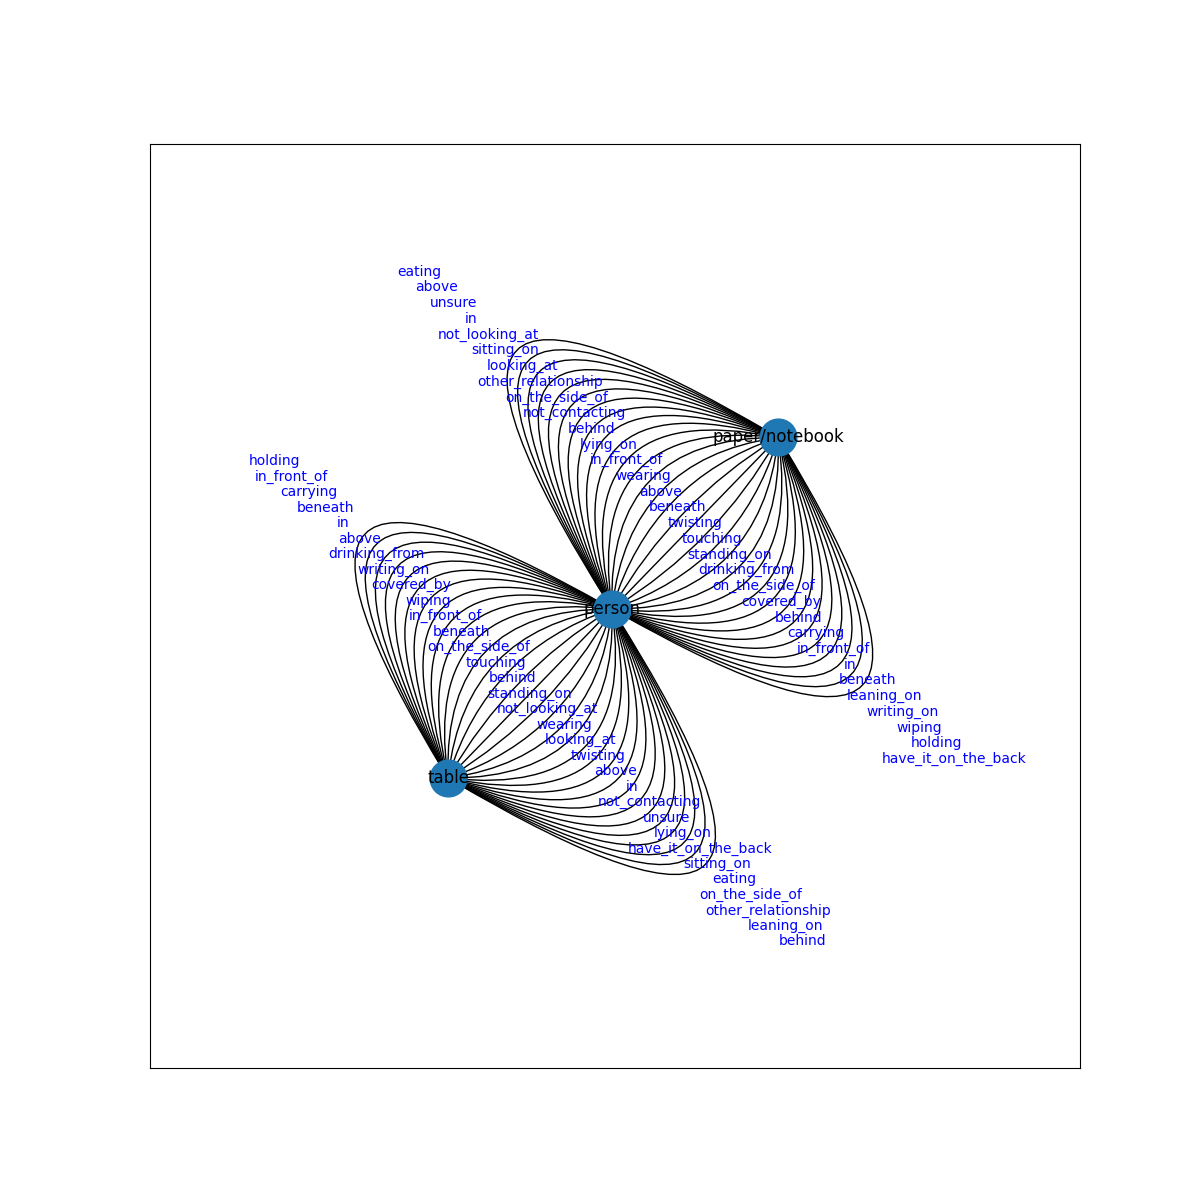 eating
above
unsure
in
not_looking_at
sitting_on
looking_at
other_relationship
on_the_side_of
not_contacting
behind
paper/notebook
lying_on
in_front_of
wearing
above
beneath
twisting
touching
standing_on
drinking_from
on_the_side_of
covered_by
behind
carrying
in_front_of
in
beneath
leaning_on
writing_on
wiping
holding
have_it_on_the_back
person
holding
in_front_of
carrying
beneath
in
above
drinking_from
writing_on
covered_by
wiping
in_front_of
beneath
on_the_side_of
touching
behind
standing_on
not_looking_at
wearing
looking_at
twisting
above
table
in
not_contacting
unsure
lying_on
have_it_on_the_back
sitting_on
eating
on_the_side_of
other_relationship
leaning_on
behind